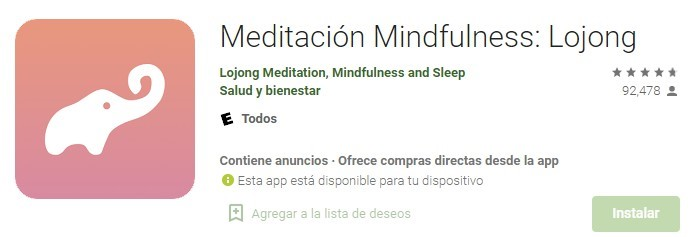 Meditación Mindfulness: Lojong
Lojong Meditation, Mindfulness and Sleep
Salud y bienestar
92,478
E Todos
Contiene anuncios · Ofrece compras directas desde la app
Esta app está disponible para tu dispositivo
Agregar a la lista de deseos
Instalar